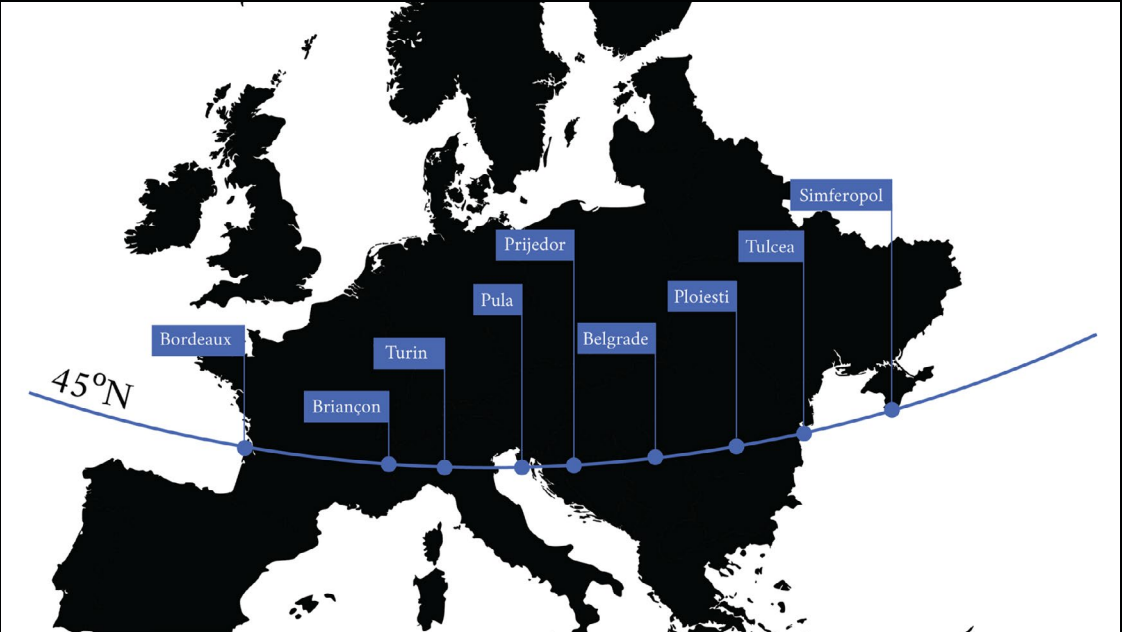 Simferopol
Prijedor
Tulcea
Pula
Ploiesti
Bordeaux
Turin
Belgrade
45°N
Briançon